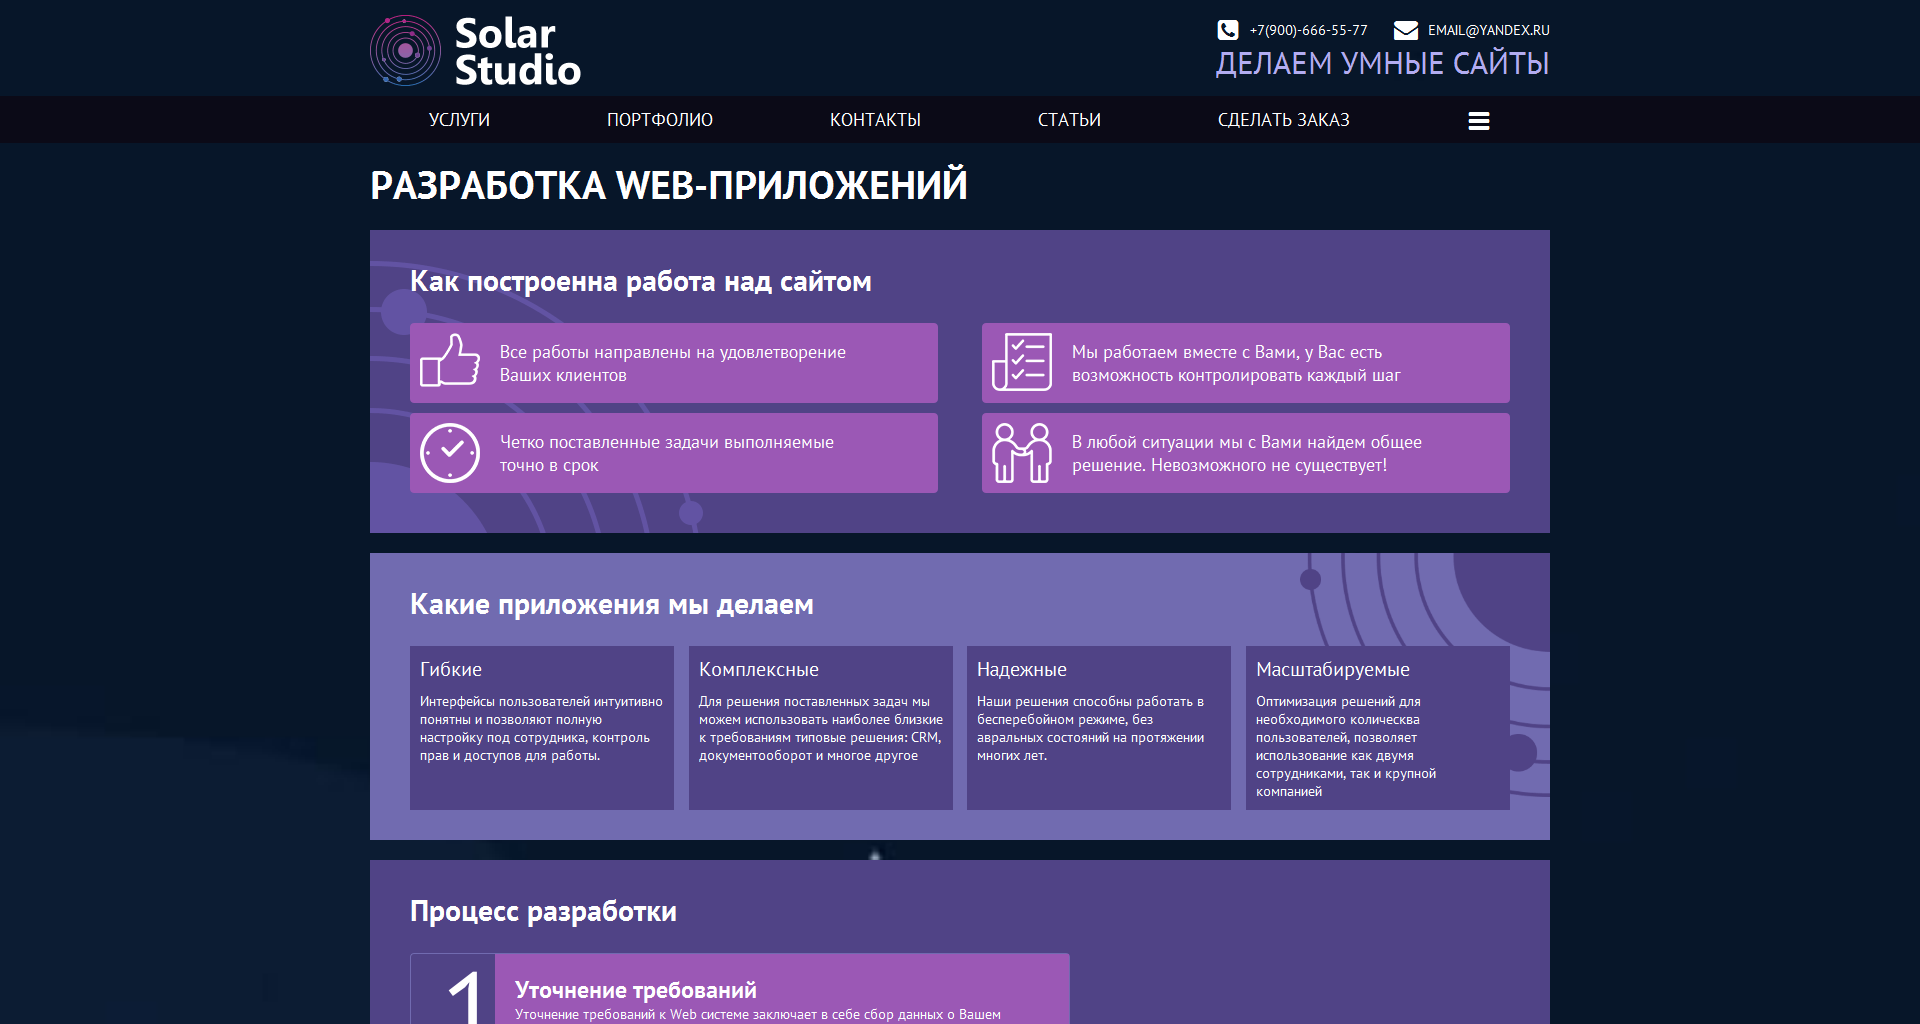 Solar
Studio
+7(900)-666-55-77 EMAIL@YANDEX.RU
ДЕЛАЕМ УМНЫЕ САЙТЫ
УСЛУГИ ПОРТФОЛИО КОНТАКТЫ СТАТЬИ СДЕЛАТЬ ЗАКАЗ
РАЗРАБОТКА WEB-ПРИЛОЖЕНИЙ
Как построенна работа над сайтом
Все работы направлены на удовлетворение
Ваших клиентов
Мы работаем вместе с Вами, у Вас есть
возможность контролировать каждый шаг
Четко поставленные задачи выполняемые
точно в срок
В любой ситуации мы с Вами найдем общее
решение. Невозможного не существует!
Какие приложения мы делаем
Гибкие
Интерфейсы пользователей интуитивно
понятны и позволяют полную
настройку под сотрудника, контроль
прав и доступов для работы.
Комплексные
Для решения поставленных задач мы
можем использовать наиболее близкие
к требованиям типовые решения: CRM,
документооборот и многое другое
Надежные
Наши решения способны работать в
бесперебойном режиме, без
авральных состояний на протяжении
многих лет.
Масштабируемые
Оптимизация решений для
необходимого колическва
пользователей, позволяет
использование как двумя
сотрудниками, так и крупной
компанией
Процесс разработки
1
Уточнение требований
Уточнение требований к Web системе заключает в себе сбор данных о Вашем